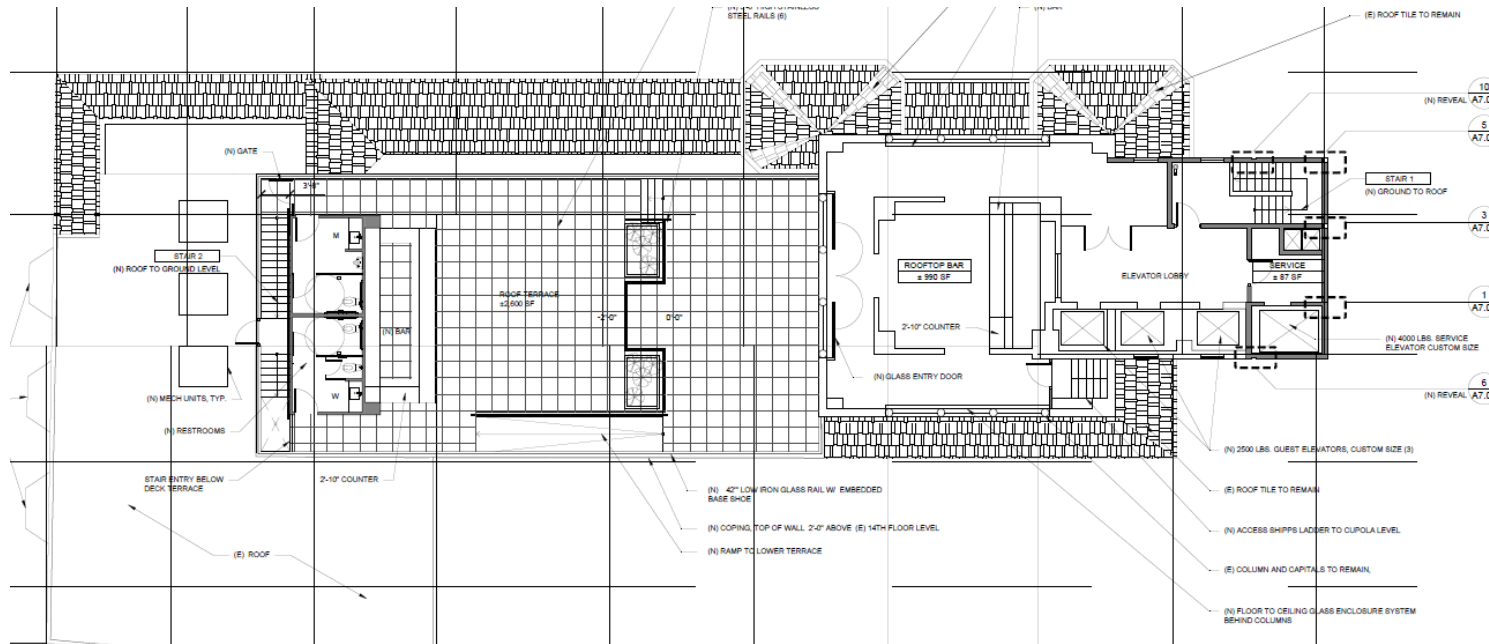 STEEL RAILS (6)
(N) BAR
(E) ROOF TILE TO REMAIN
10
(N) REVEAL
5
(N) GATE
3'-6"
STAIR 1
(N) GROUND TO ROOF
M
3
STAIR 2
(N) ROOF TO GROUND LEVEL
ROOFTOP BAR
± 990 SF
ELEVATOR LOBBY
SERVICE
± 87 SF
ROOF TERRACE
±2,600 SF
-2'-0"
0'-0"
1
(N) BAR
2'-10" COUNTER
(N) 4000 LBS. SERVICE
ELEVATOR CUSTOM SIZE
(N) GLASS ENTRY DOOR
6
(N) REVEAL
(N) MECH UNITS, TYP.
W
(N) RESTROOMS
(N) 2500 LBS. GUEST ELEVATORS, CUSTOM SIZE (3)
STAIR ENTRY BELOW
DECK TERRACE
2'-10" COUNTER
(N) 42" LOW IRON GLASS RAIL W/ EMBEDDED
BASE SHOE
(E) ROOF TILE TO REMAIN
(N) COPING, TOP OF WALL 2'-0" ABOVE (E) 14TH FLOOR LEVEL
(N) ACCESS SHIPPS LADDER TO CUPOLA LEVEL
(E) ROOF
(N) RAMP TO LOWER TERRACE
(E) COLUMN AND CAPITALS TO REMAIN,
(N) FLOOR TO CEILING GLASS ENCLOSURE SYSTEM
BEHIND COLUMNS